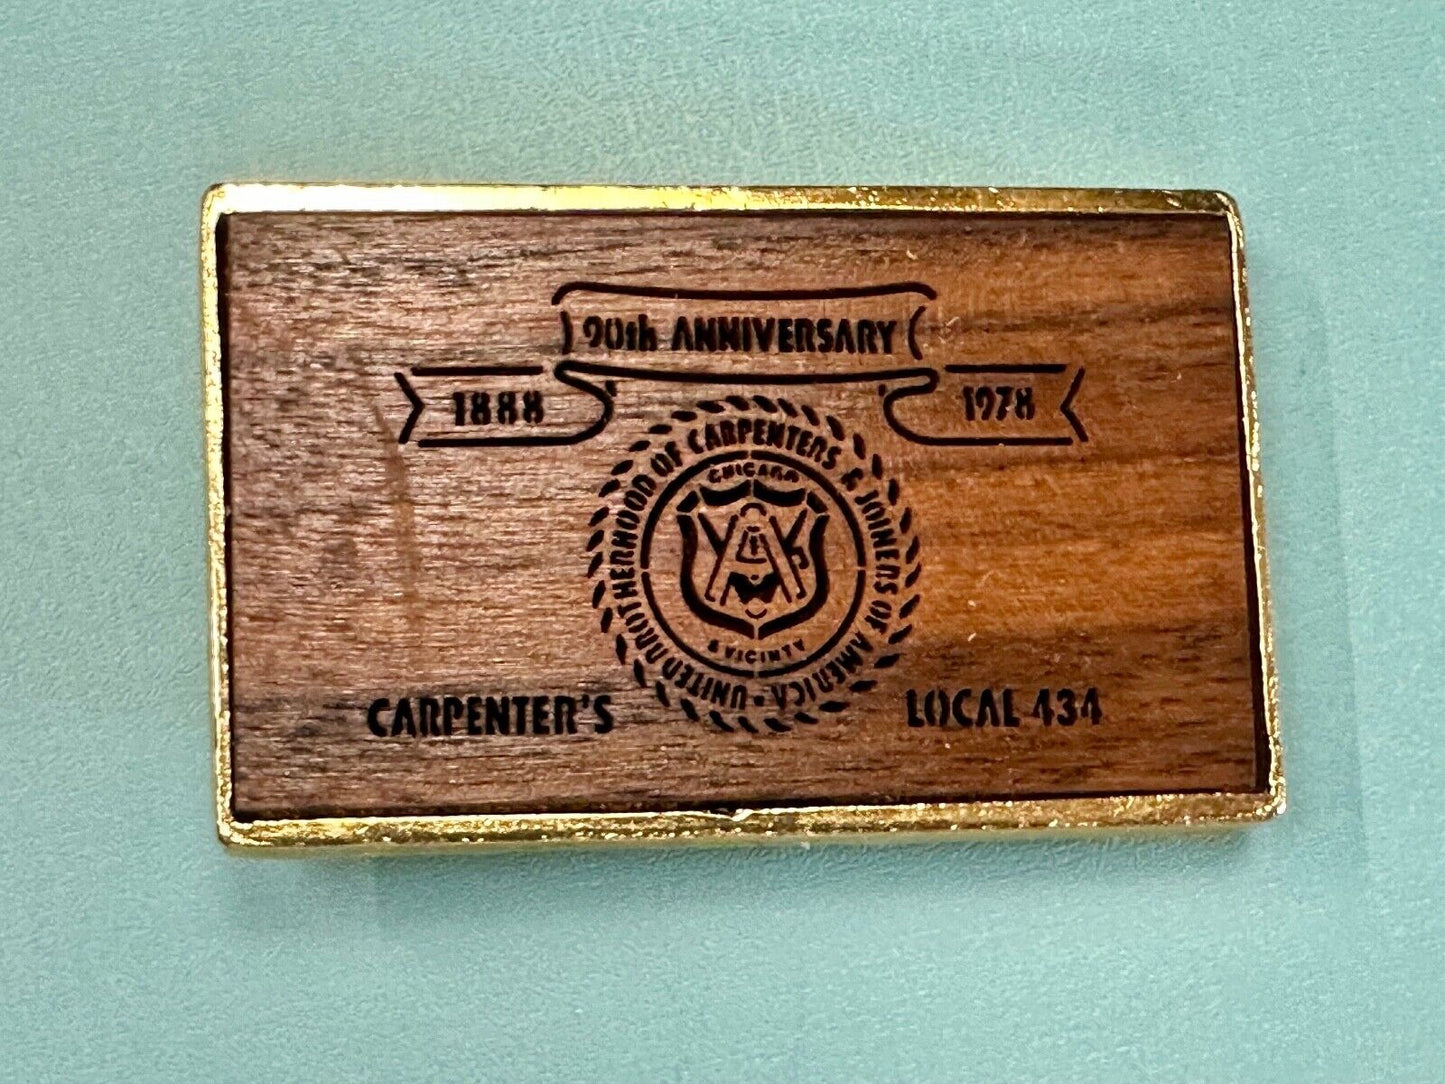 90th ANNIVERSARY
1888 1978
UNITED BROTHERHOOD OF CARPENTERS & JOINERS OF AMERICA •
CHICAGO
& VICINITY
CARPENTER'S LOCAL 434